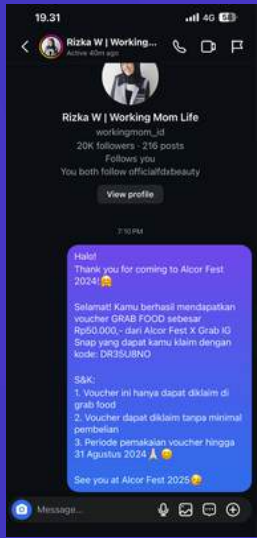 19.31
4G 58
Rizka W | Working...
Active 40m ago
Rizka W | Working Mom Life
workingmom_id
20K followers · 216 posts
Follows you
You both follow officialfdxbeauty
View profile
7:10 PM
Halo!
Thank you for coming to Alcor Fest
2024!🤗
Selamat! Kamu berhasil mendapatkan
voucher GRAB FOOD sebesar
Rp50.000,- dari Alcor Fest X Grab IG
Snap yang dapat kamu klaim dengan
kode: DR35U8NO
S&K:
1. Voucher ini hanya dapat diklaim di
grab food
2. Voucher dapat diklaim tanpa minimal
pembelian
3. Periode pemakaian voucher hingga
31 Agustus 2024🙏🏻 😊
See you at Alcor Fest 2025😉
Message...